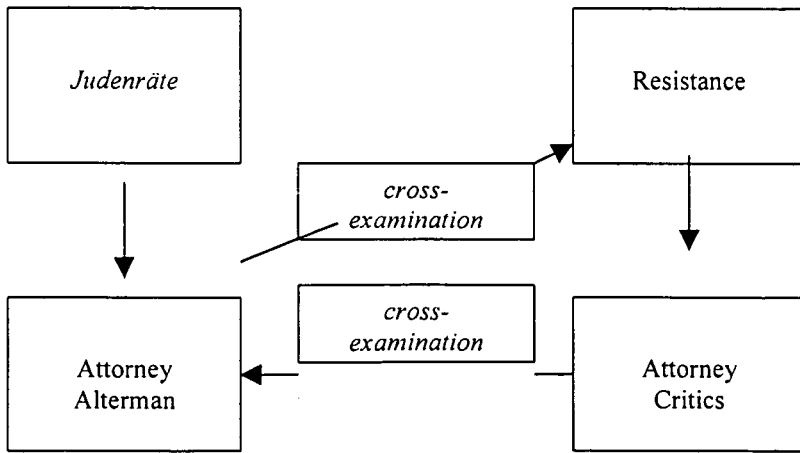 Judenräte
Resistance
cross-
examination
cross-
examination
Attorney
Alterman
Attorney
Critics